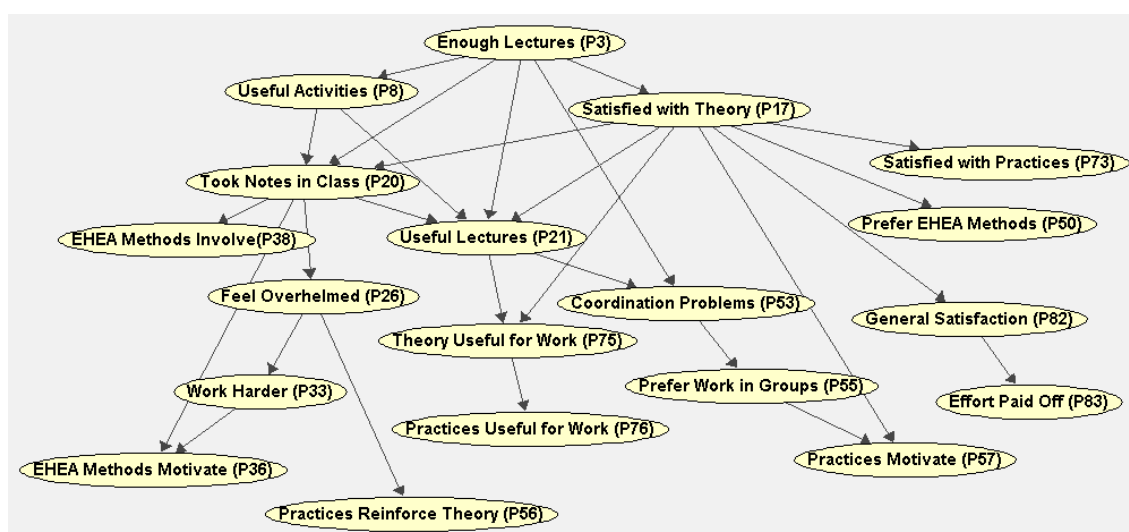 Enough Lectures (P3)
Useful Activities (P8)
Satisfied with Theory (P17)
Satisfied with Practices (P73)
Took Notes in Class (P20)
Prefer EHEA Methods (P50)
EHEA Methods Involve(P38)
Useful Lectures (P21)
Feel Overhelmed (P26)
Coordination Problems (P53)
General Satisfaction (P82)
Theory Useful for Work (P75)
Work Harder (P33)
Prefer Work in Groups (P55)
Effort Paid Off (P83)
Practices Useful for Work (P76)
EHEA Methods Motivate (P36)
Practices Motivate (P57)
Practices Reinforce Theory (P56)